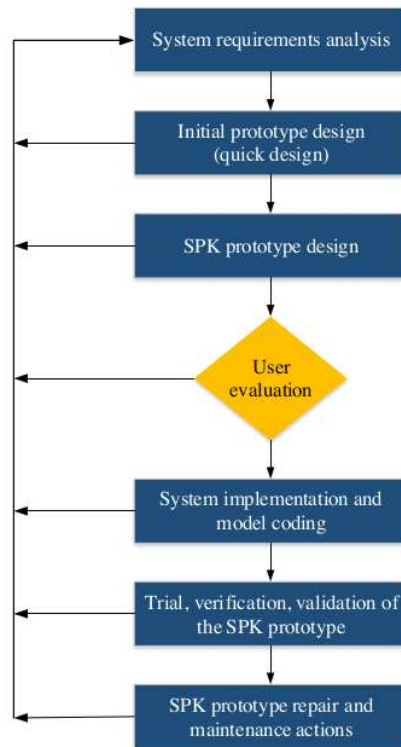 System requirements analysis
Initial prototype design
(quick design)
SPK prototype design
User
evaluation
System implementation and
model coding
Trial, verification, validation of
the SPK prototype
SPK prototype repair and
maintenance actions